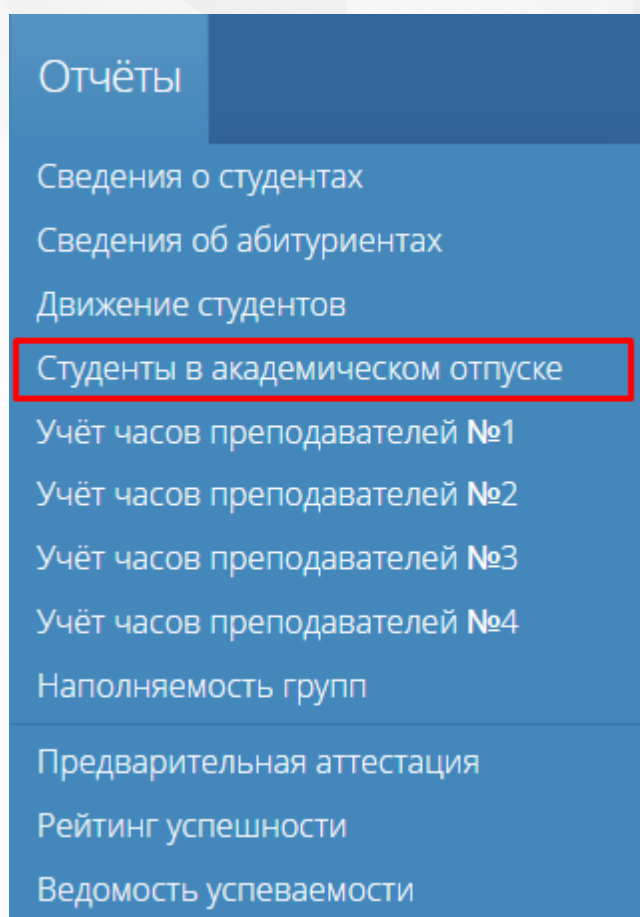 Отчёты
Сведения о студентах
Сведения об абитуриентах
Движение студентов
Студенты в академическом отпуске
Учёт часов преподавателей №1
Учёт часов преподавателей №2
Учёт часов преподавателей №3
Учёт часов преподавателей №4
Наполняемость групп
Предварительная аттестация
Рейтинг успешности
Ведомость успеваемости